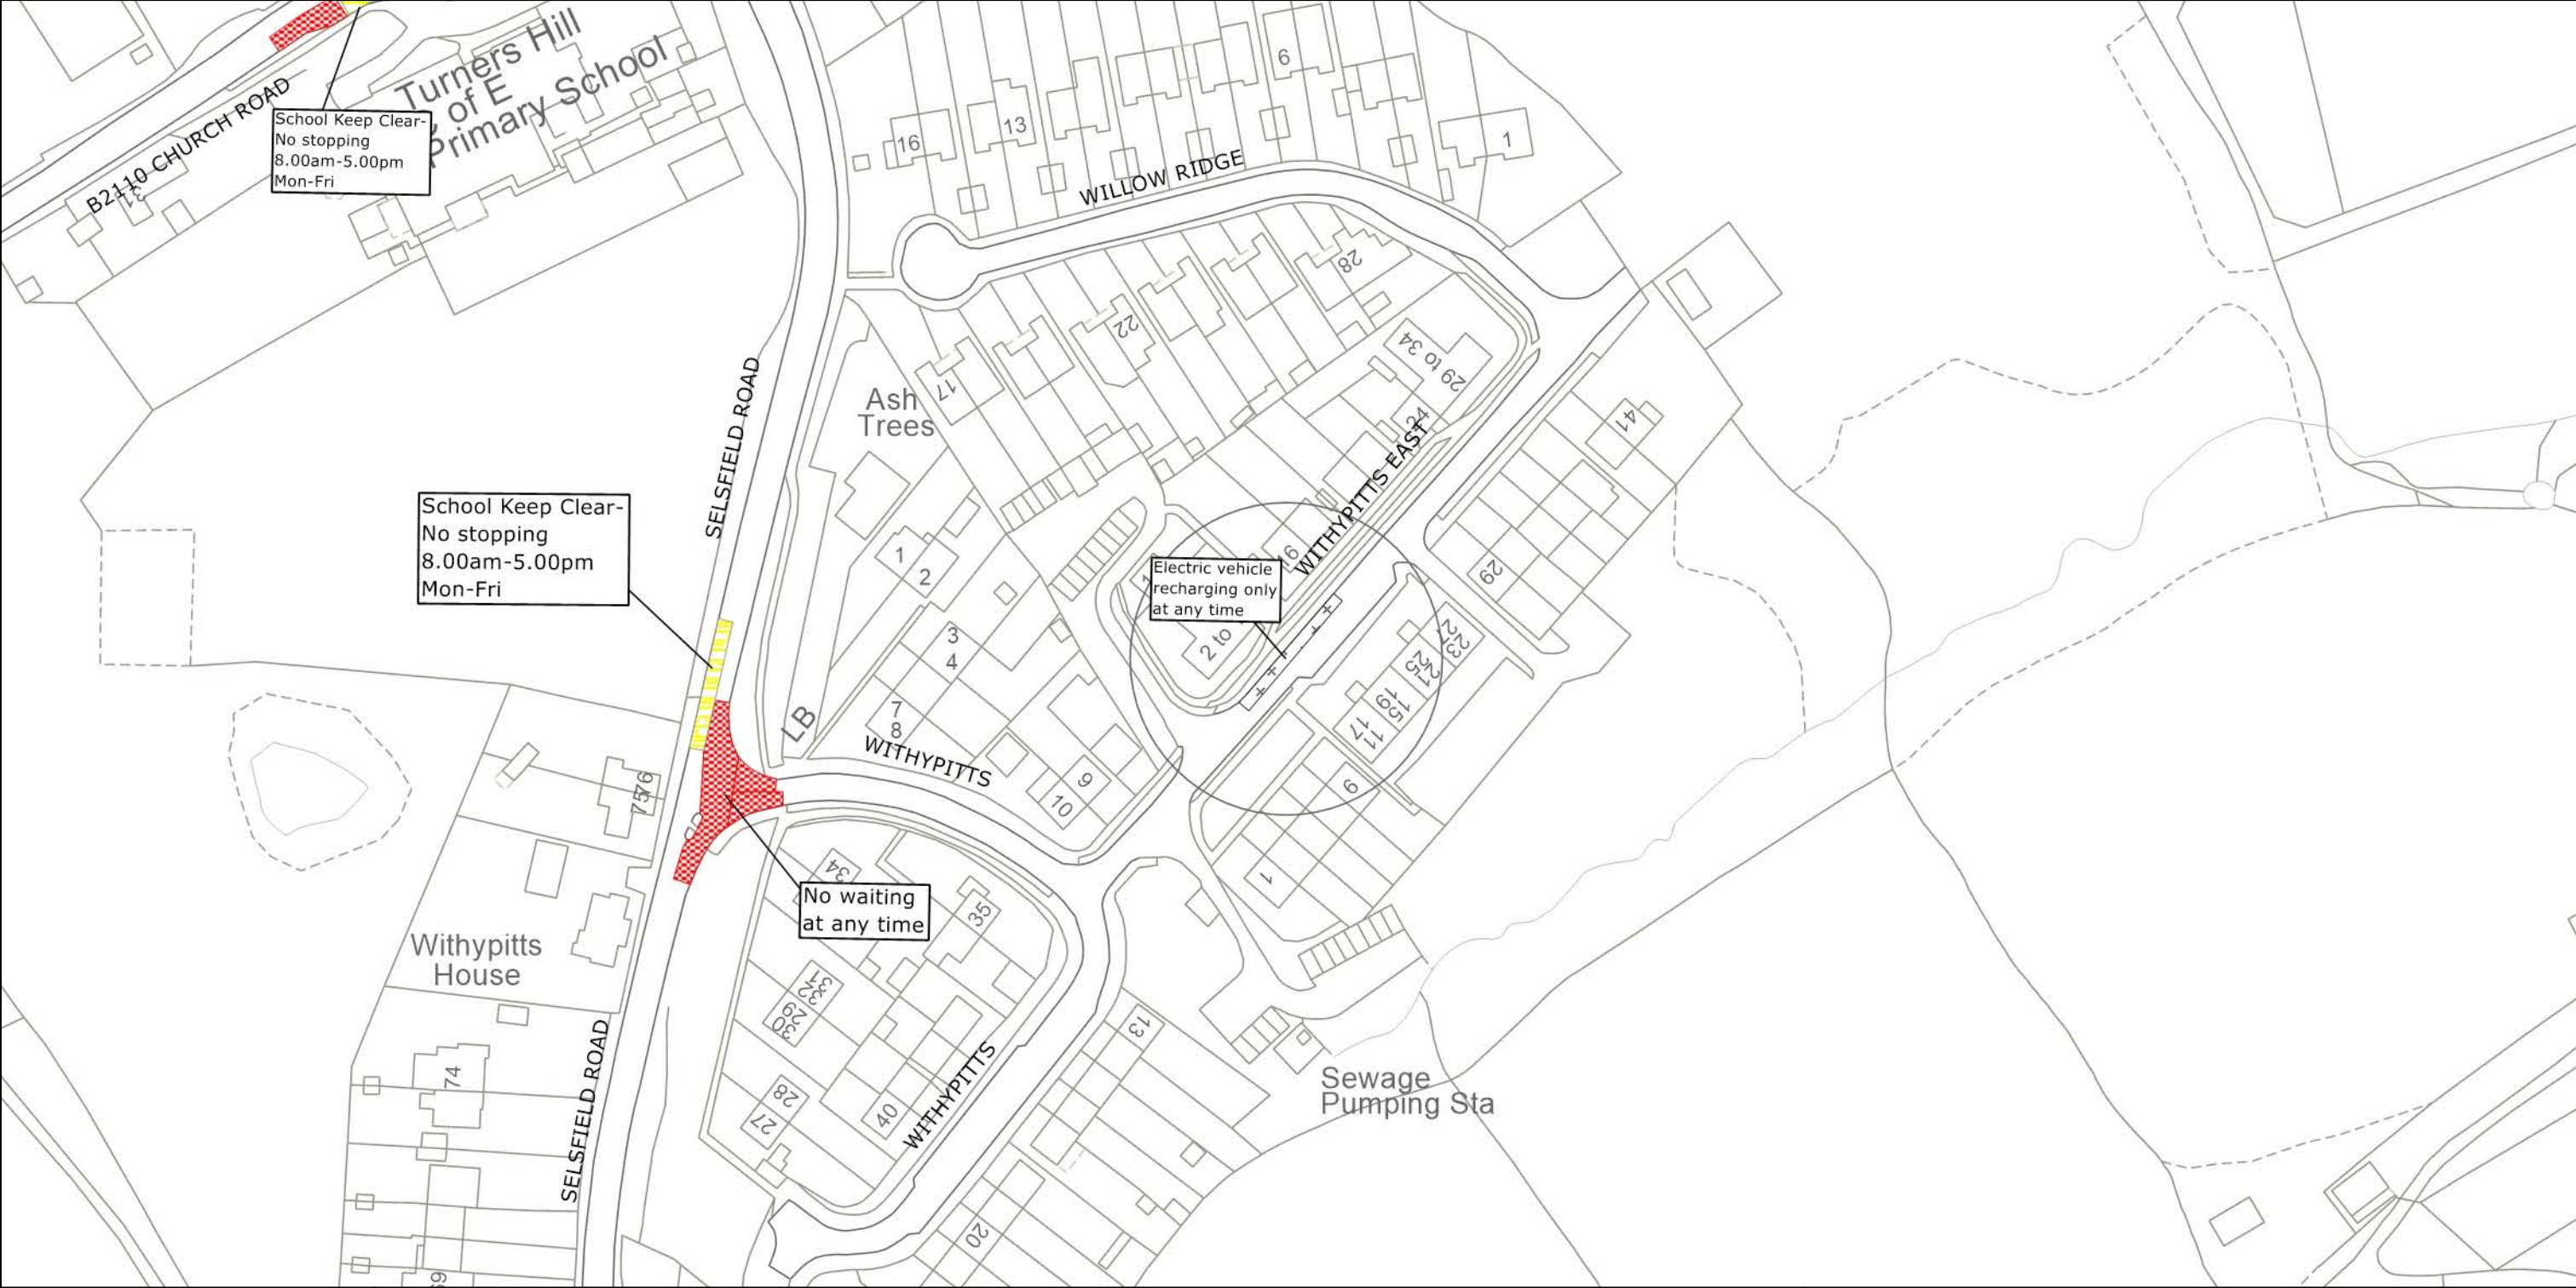 Turners Hill
C of E
Primary School
B2110 CHURCH ROAD
31
School Keep Clear-
No stopping
8.00am-5.00pm
Mon-Fri
16
13
6
1
WILLOW RIDGE
28
22
17
29 to 34
24
41
Ash
Trees
SELSFIELD ROAD
School Keep Clear-
No stopping
8.00am-5.00pm
Mon-Fri
1
2
3
4
7
8
LB
WITHYPITTS
9
10
WITHYPITTS EAST
16
Electric vehicle
recharging only
at any time
2 to
29
27
23
25
21
19
15
17
11
9
1
75
76
34
No waiting
at any time
35
Withypitts
House
31
32
29
30
28
27
40
WITHYPITTS
13
20
Sewage
Pumping Sta
SELSFIELD ROAD
74
69